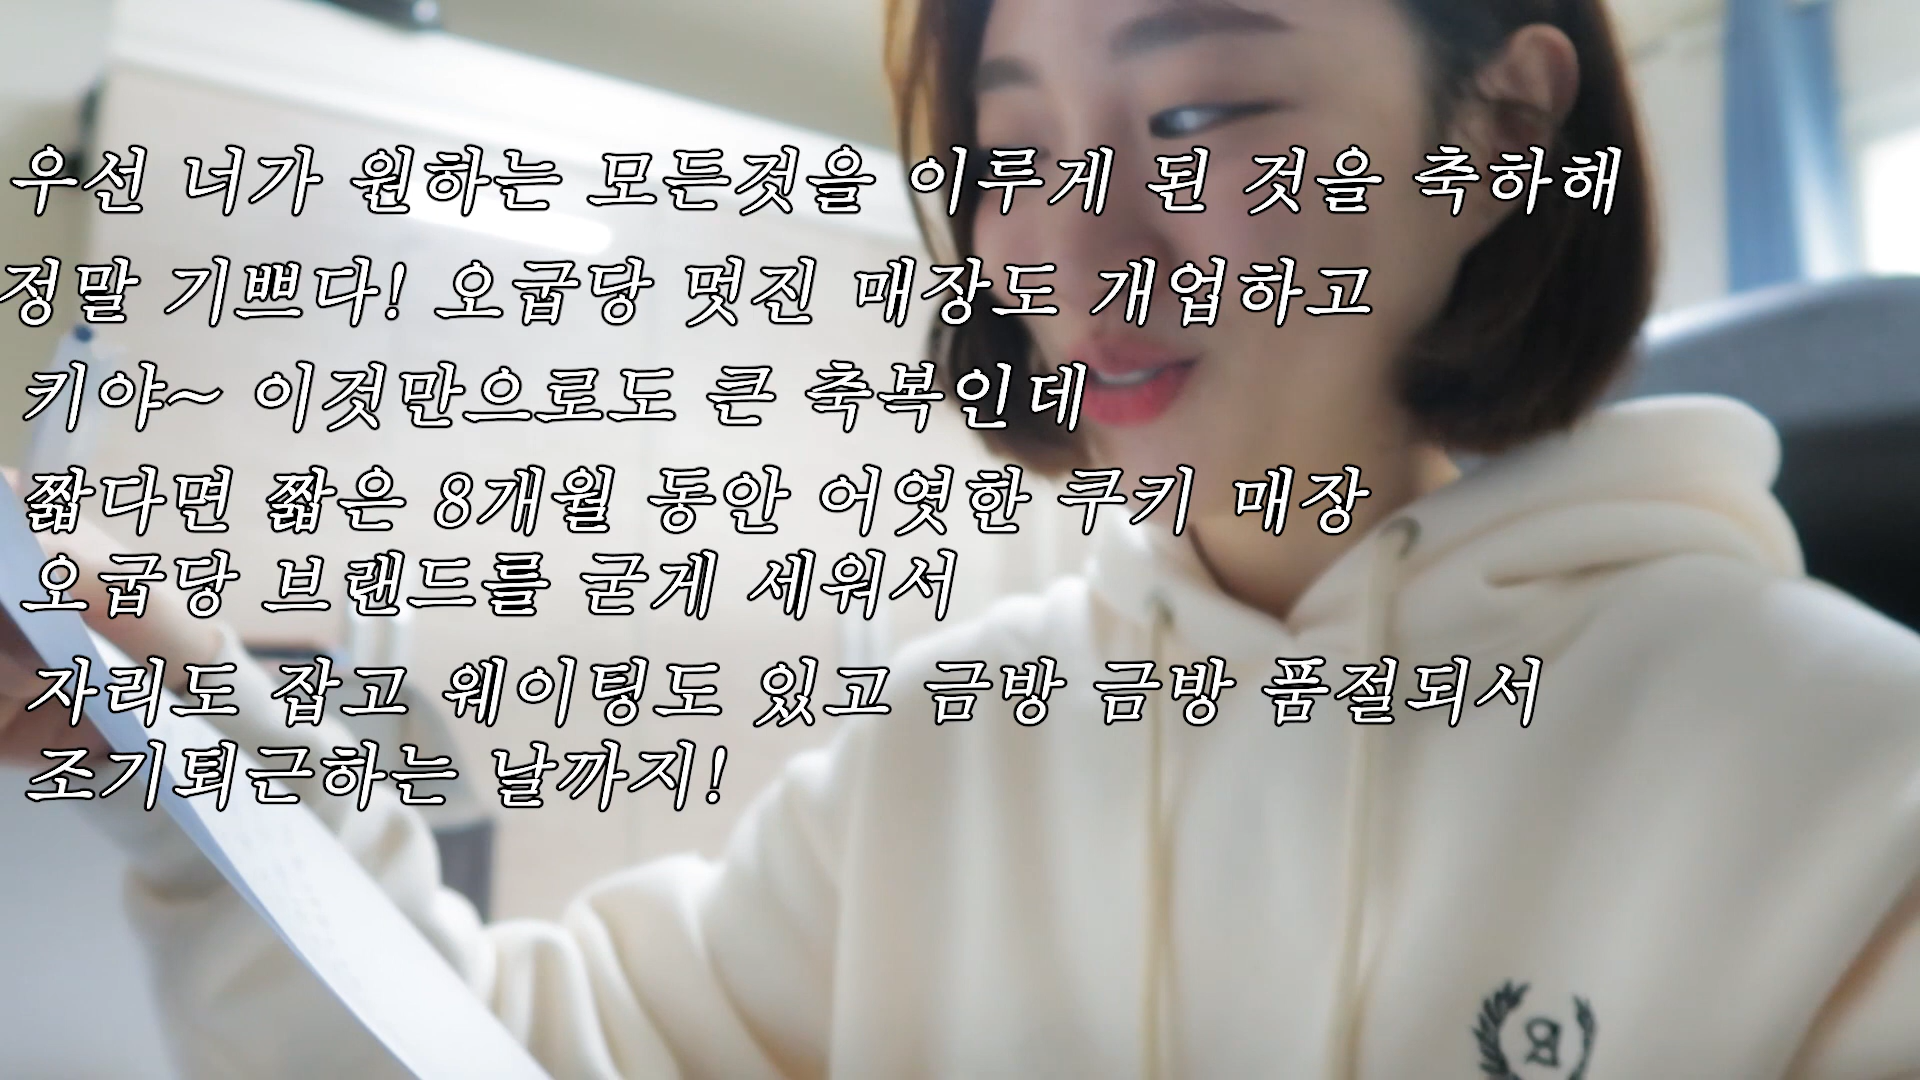 우선 너가 원하는 모든것을 이루게 된 것을 축하해
정말 기쁘다! 오굽당 멋진 매장도 개업하고
키야~ 이것만으로도 큰 축복인데
짧다면 짧은 8개월 동안 어엿한 쿠키 매장
오굽당 브랜드를 굳게 세워서
자리도 잡고 웨이팅도 있고 금방 금방 품절되서
조기퇴근하는 날까지!